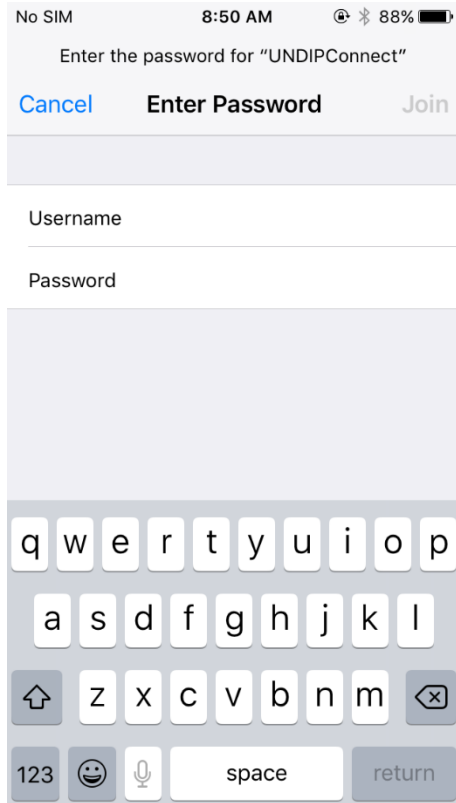 No SIM 8:50 AM 88%
Enter the password for “UNDIPConnect”
Cancel Enter Password Join
Username
Password
q w e r t y u i o p
a s d f g h j k l
z x c v b n m
123 space return